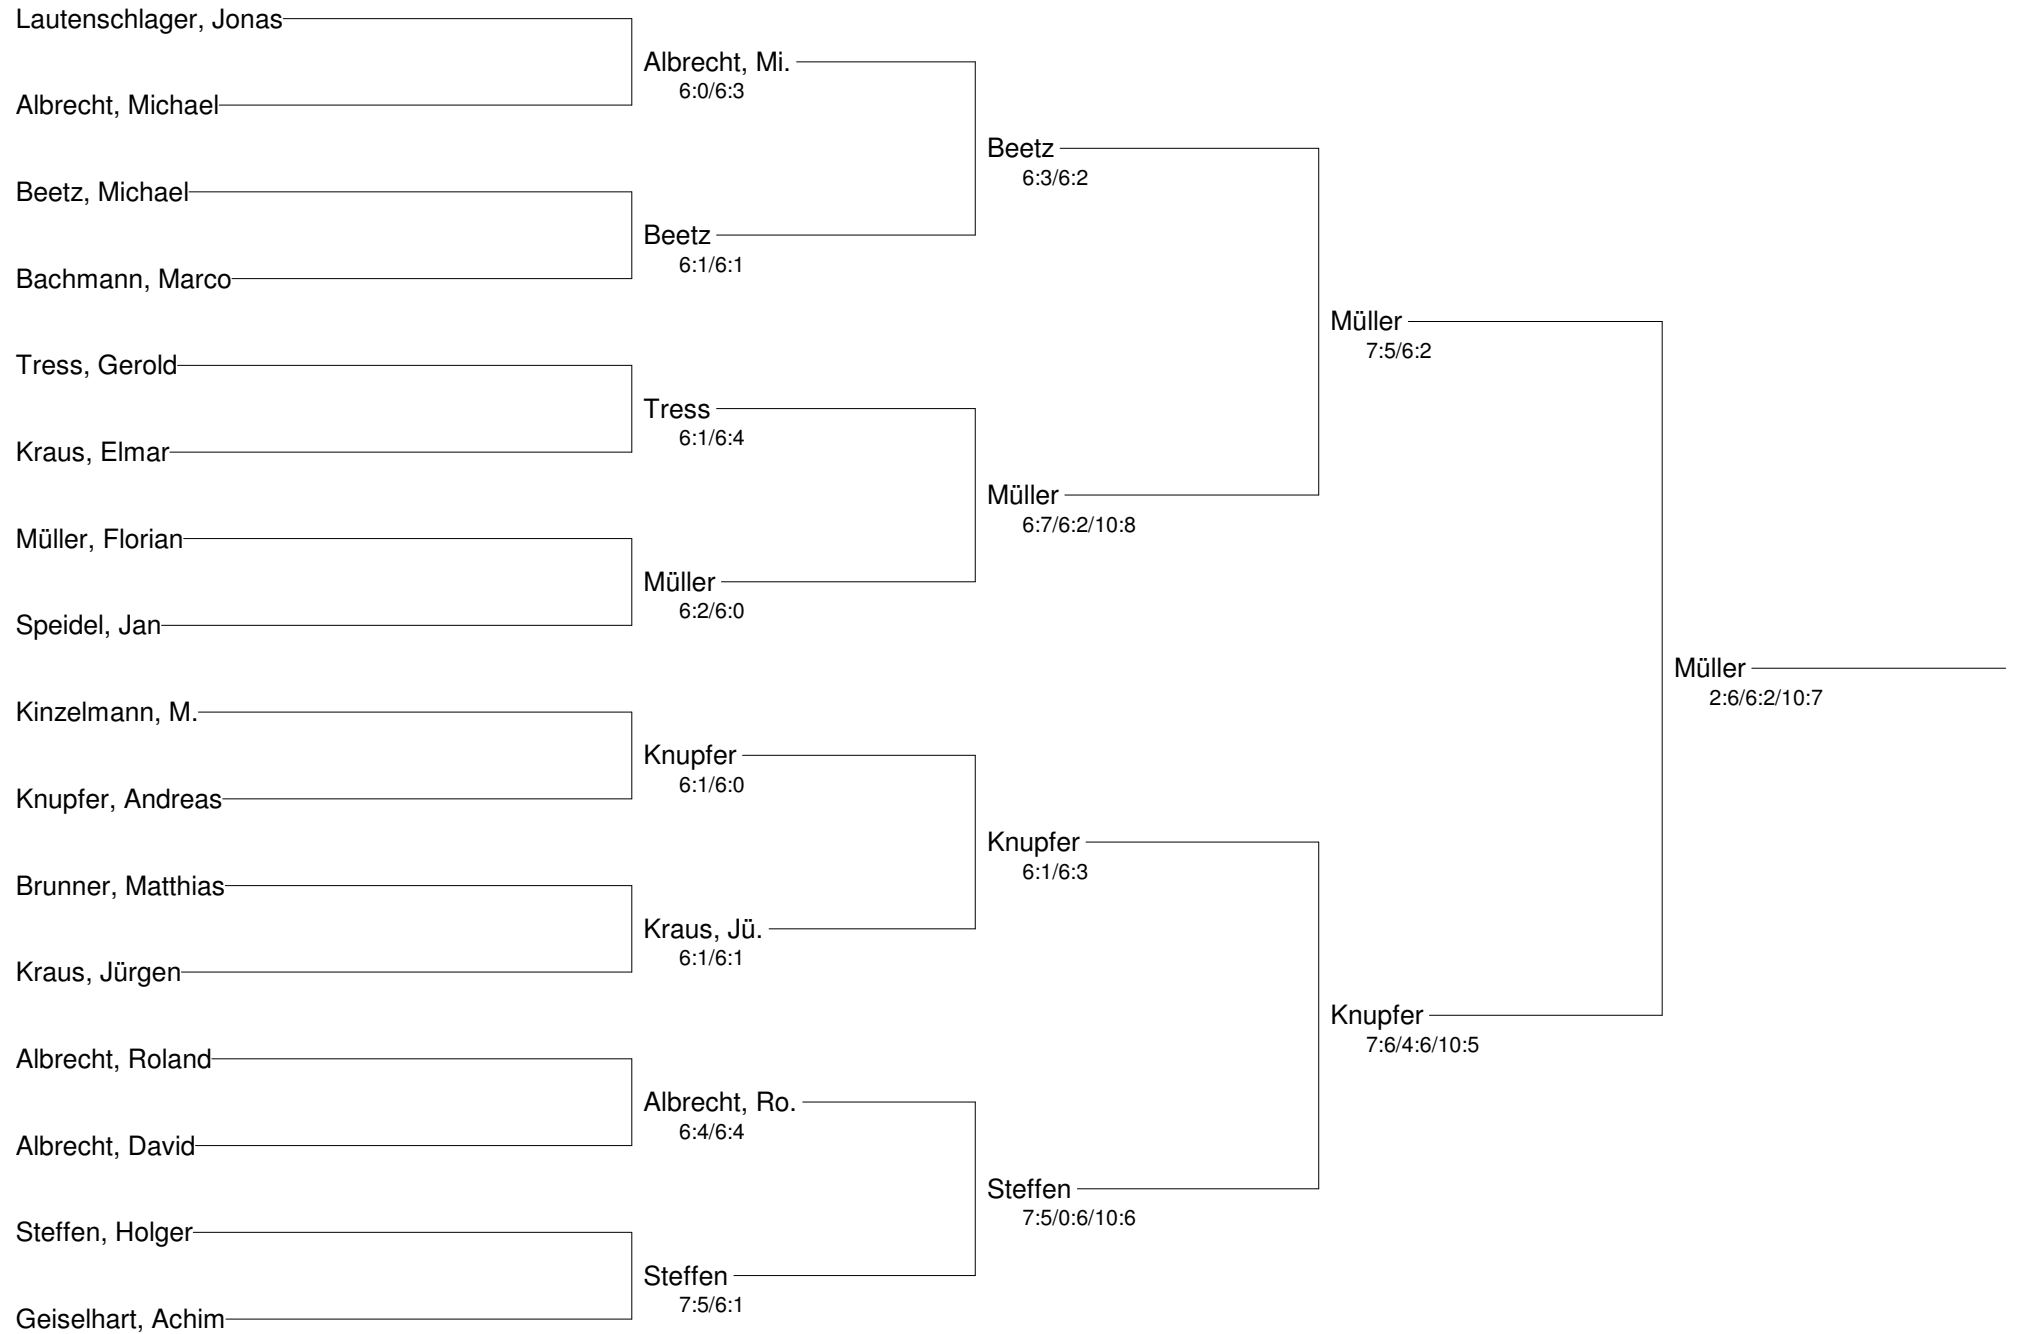 Lautenschlager, Jonas
Albrecht, Mi.
6:0/6:3
Albrecht, Michael
Beetz
6:3/6:2
Beetz, Michael
Beetz
6:1/6:1
Bachmann, Marco
Müller
7:5/6:2
Tress, Gerold
Tress
6:1/6:4
Kraus, Elmar
Müller
6:7/6:2/10:8
Müller, Florian
Müller
6:2/6:0
Speidel, Jan
Müller
2:6/6:2/10:7
Kinzelmann, M.
Knupfer
6:1/6:0
Knupfer, Andreas
Knupfer
6:1/6:3
Brunner, Matthias
Kraus, Jü.
6:1/6:1
Kraus, Jürgen
Knupfer
7:6/4:6/10:5
Albrecht, Roland
Albrecht, Ro.
6:4/6:4
Albrecht, David
Steffen
7:5/0:6/10:6
Steffen, Holger
Steffen
7:5/6:1
Geiselhart, Achim